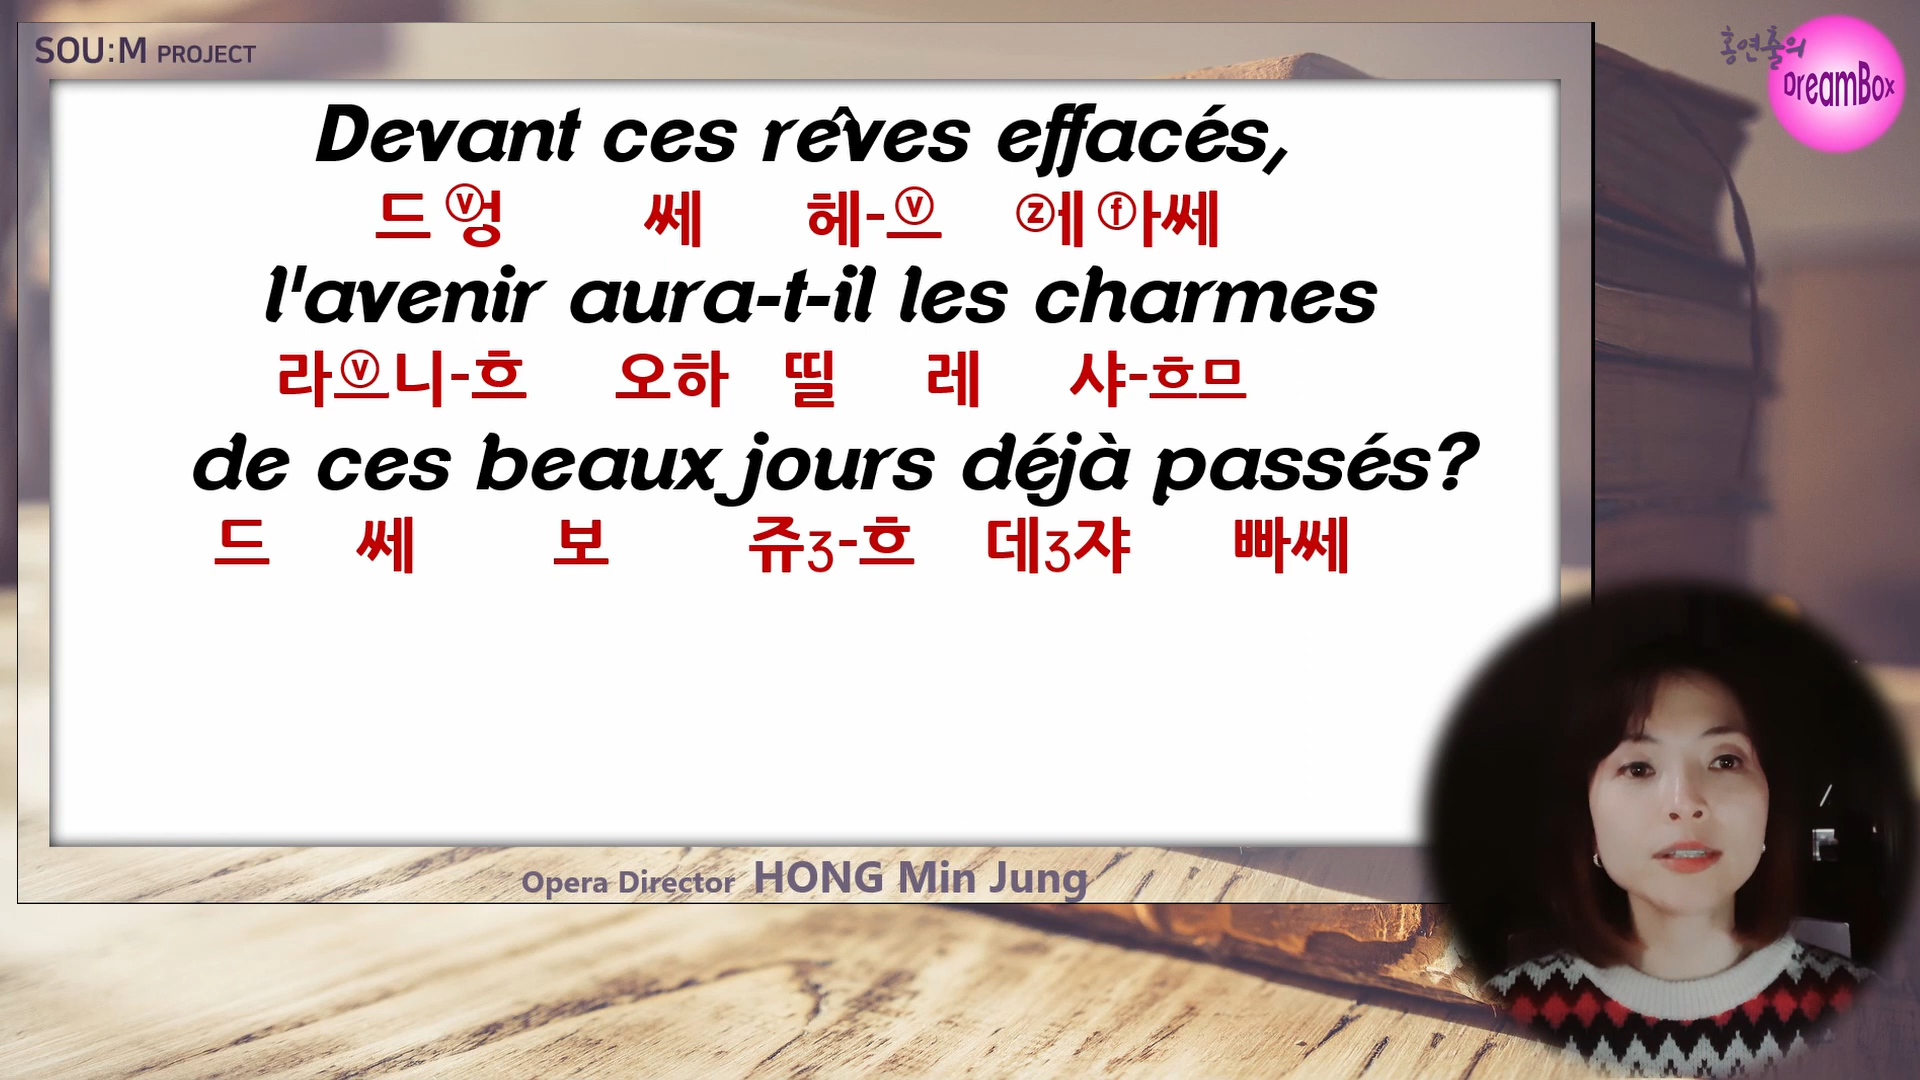 SOU:M PROJECT
홍연출의
DreamBox
Devant ces rêves effacés,
드 ⓥ엉 쎄 헤-ⓥ으 ⓩ에 ⓕ아쎄
l'avenir aura-t-il les charmes
라ⓥ으니-흐 오하 띨 레 샤-흐므
de ces beaux jours déjà passés?
드 쎄 보 쥬ʒ-흐 데ʒ쟈 빠쎄
Opera Director HONG Min Jung